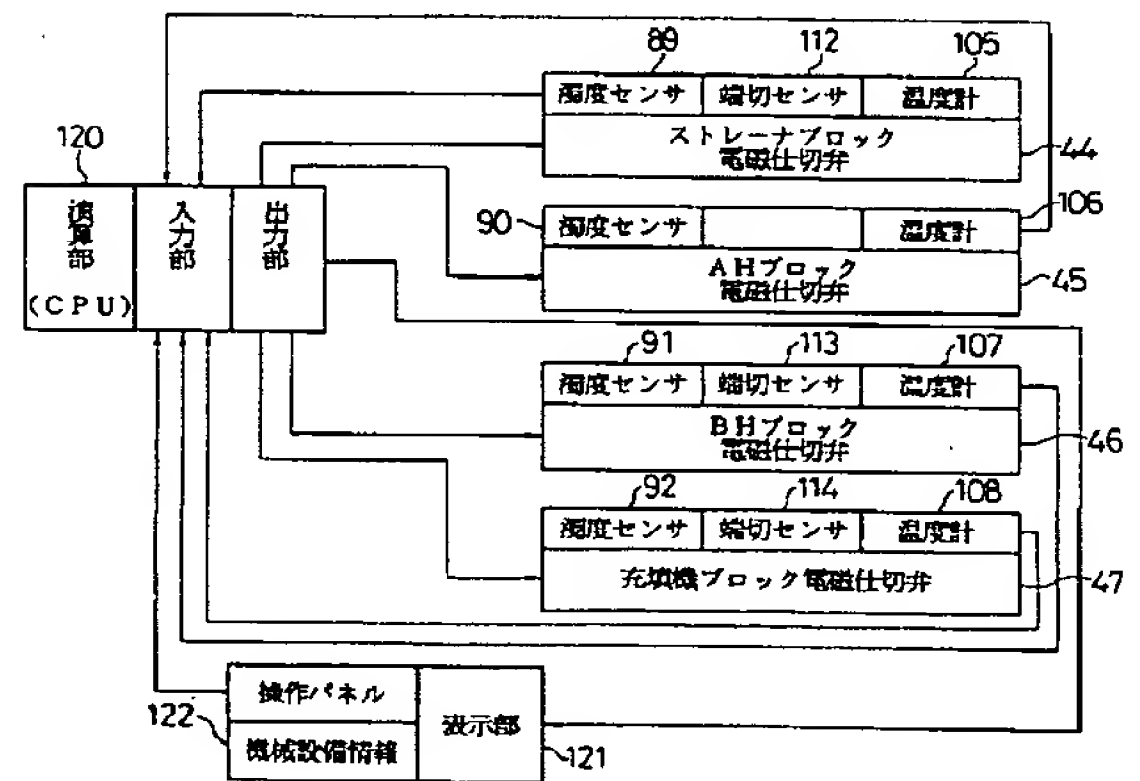 89
112
105
濁度センサ
端切センサ
温度計
ストレーナブロック
電磁仕切弁
44
120
演算部
(CPU)
入力部
出力部
90
106
濁度センサ
温度計
AHブロック
電磁仕切弁
45
91
113
107
濁度センサ
端切センサ
温度計
BHブロック
電磁仕切弁
46
92
114
108
濁度センサ
端切センサ
温度計
充填機ブロック電磁仕切弁
47
操作パネル
122
機械設備情報
表示部
121